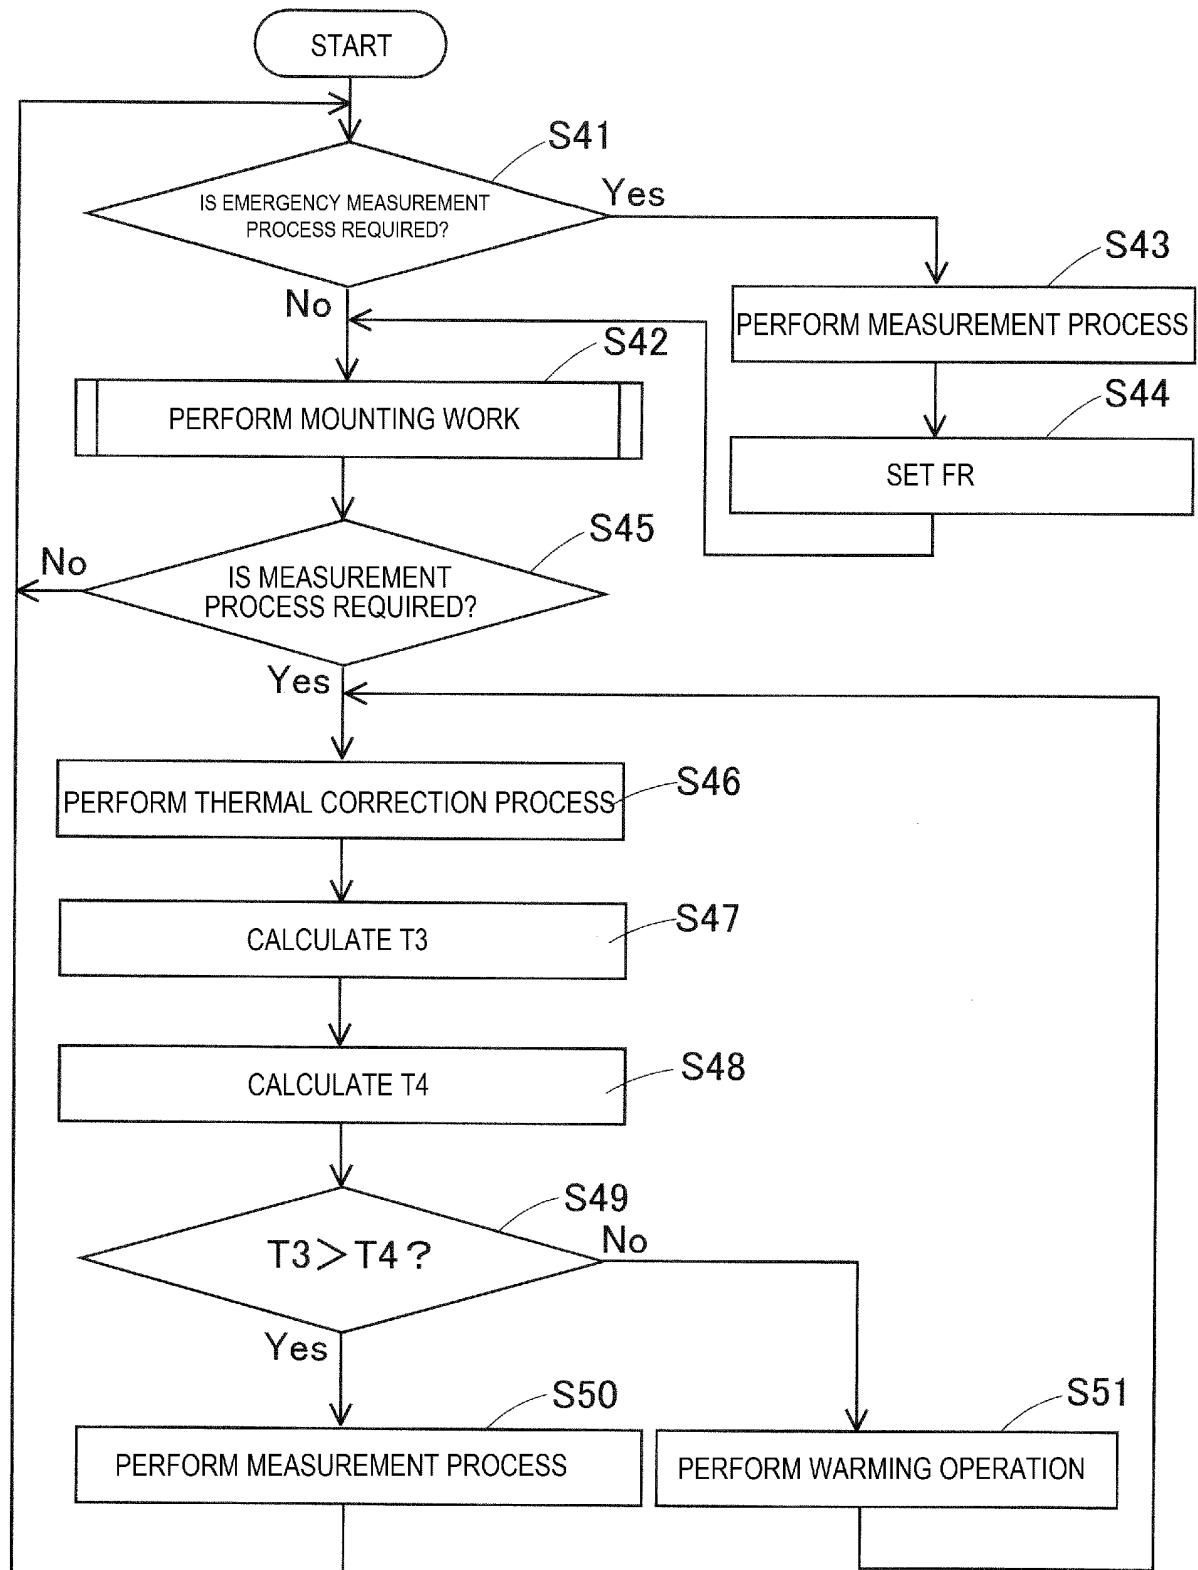 START
S41
IS EMERGENCY MEASUREMENT
PROCESS REQUIRED?
Yes
No
S43
PERFORM MEASUREMENT PROCESS
S42
PERFORM MOUNTING WORK
S44
SET FR
S45
No
IS MEASUREMENT
PROCESS REQUIRED?
Yes
S46
PERFORM THERMAL CORRECTION PROCESS
S47
CALCULATE T3
S48
CALCULATE T4
S49
T3>T4?
No
Yes
S50
PERFORM MEASUREMENT PROCESS
S51
PERFORM WARMING OPERATION